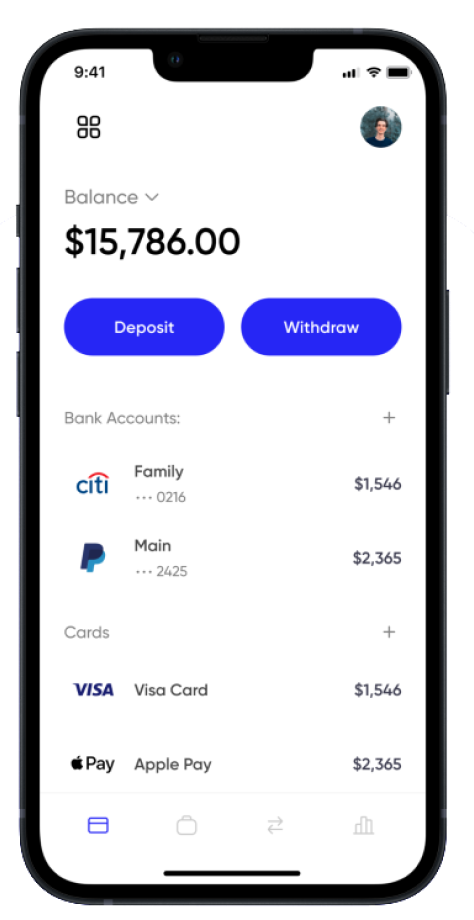 9:41
Balance
$15,786.00
Deposit Withdraw
Bank Accounts: +
citi Family $1,546
··· 0216
Main $2,365
··· 2425
Cards +
VISA Visa Card $1,546
Pay Apple Pay $2,365